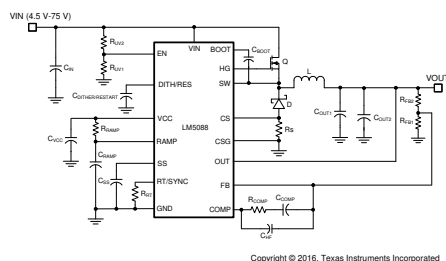 VIN (4.5 V-75 V)
VIN
BOOT
CBOOT
Q
RUV2
EN
HG
CIN
SW
L
VOUT
RUV1
DITH/RES
D
COUT1
COUT2
RFB2
CDITHER/RESTART
VCC
LM5088
CS
Rs
RFB1
RRAMP
CVCC
RAMP
CSG
CRAMP
SS
OUT
CSS
RRT
RT/SYNC
FB
RCOMP
CCOMP
GND
COMP
CHF
Copyright © 2016, Texas Instruments Incorporated